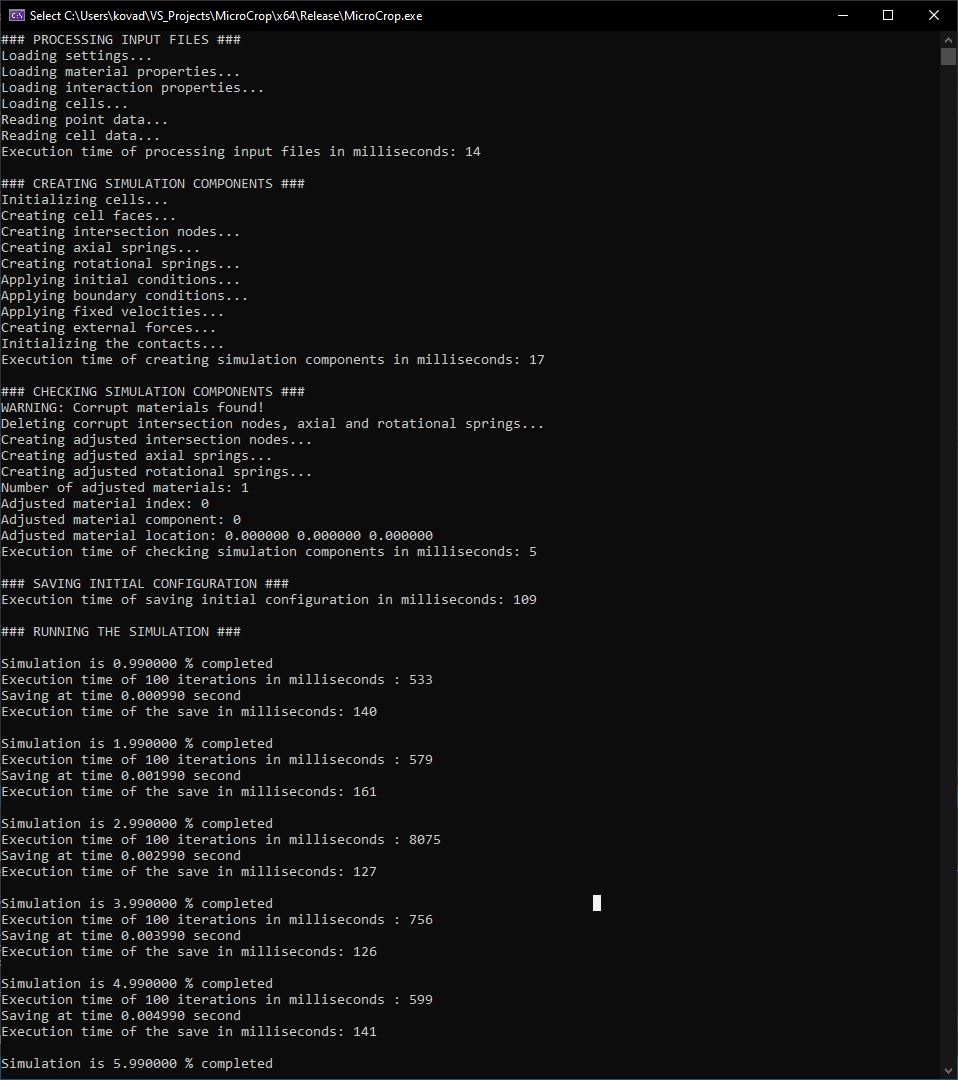 Select C:\Users\kovad\VS_Projects\MicroCrop\x64\Release\MicroCrop.exe
### PROCESSING INPUT FILES ###
Loading settings...
Loading material properties...
Loading interaction properties...
Loading cells...
Reading point data...
Reading cell data...
Execution time of processing input files in milliseconds: 14
### CREATING SIMULATION COMPONENTS ###
Initializing cells...
Creating cell faces...
Creating intersection nodes...
Creating axial springs...
Creating rotational springs...
Applying initial conditions...
Applying boundary conditions...
Applying fixed velocities...
Creating external forces...
Initializing the contacts...
Execution time of creating simulation components in milliseconds: 17
### CHECKING SIMULATION COMPONENTS ###
WARNING: Corrupt materials found!
Deleting corrupt intersection nodes, axial and rotational springs...
Creating adjusted intersection nodes...
Creating adjusted axial springs...
Creating adjusted rotational springs...
Number of adjusted materials: 1
Adjusted material index: 0
Adjusted material component: 0
Adjusted material location: 0.000000 0.000000 0.000000
Execution time of checking simulation components in milliseconds: 5
### SAVING INITIAL CONFIGURATION ###
Execution time of saving initial configuration in milliseconds: 109
### RUNNING THE SIMULATION ###
Simulation is 0.990000 % completed
Execution time of 100 iterations in milliseconds : 533
Saving at time 0.000990 second
Execution time of the save in milliseconds: 140
Simulation is 1.990000 % completed
Execution time of 100 iterations in milliseconds : 579
Saving at time 0.001990 second
Execution time of the save in milliseconds: 161
Simulation is 2.990000 % completed
Execution time of 100 iterations in milliseconds : 8075
Saving at time 0.002990 second
Execution time of the save in milliseconds: 127
Simulation is 3.990000 % completed
Execution time of 100 iterations in milliseconds : 756
Saving at time 0.003990 second
Execution time of the save in milliseconds: 126
Simulation is 4.990000 % completed
Execution time of 100 iterations in milliseconds : 599
Saving at time 0.004990 second
Execution time of the save in milliseconds: 141
Simulation is 5.990000 % completed